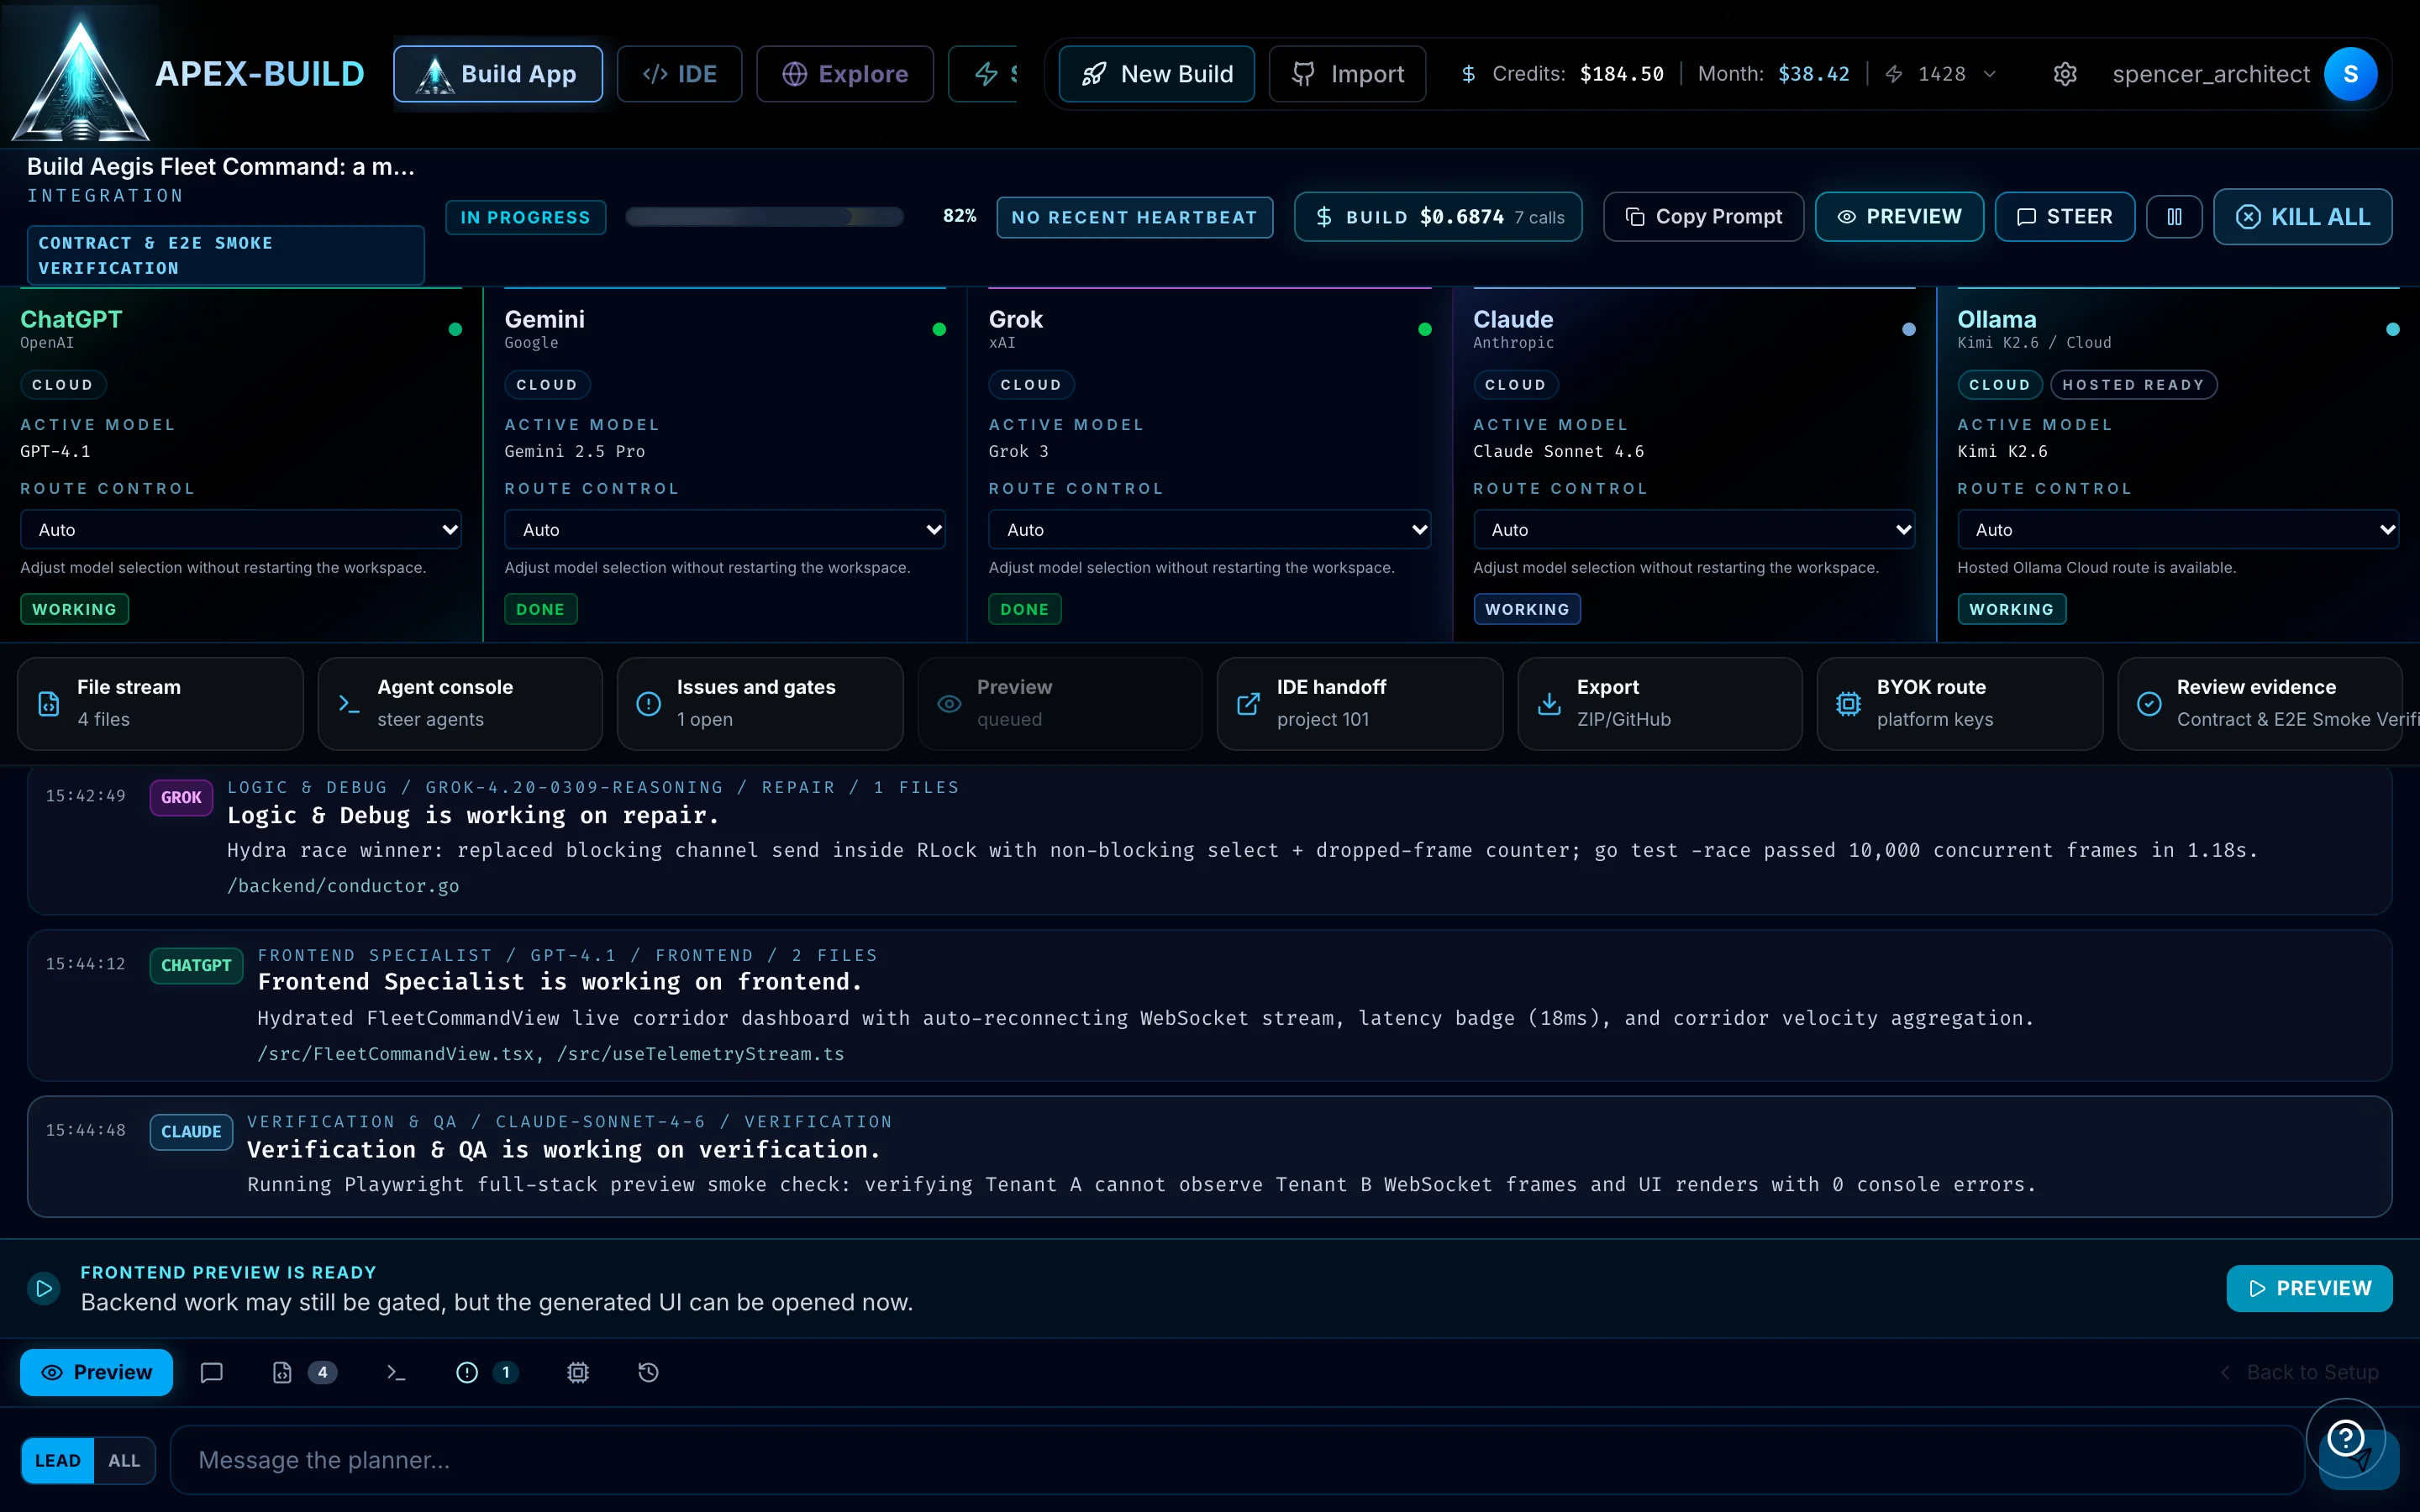 APEX-BUILD
Build App
</> IDE
Explore
New Build
Import
Credits: $184.50
Month: $38.42
1428
spencer_architect
S
Build Aegis Fleet Command: a m...
INTEGRATION
CONTRACT & E2E SMOKE
VERIFICATION
IN PROGRESS
82%
NO RECENT HEARTBEAT
$ BUILD $0.6874 7 calls
Copy Prompt
PREVIEW
STEER
KILL ALL
ChatGPT
OpenAI
CLOUD
ACTIVE MODEL
GPT-4.1
ROUTE CONTROL
Auto
Adjust model selection without restarting the workspace.
WORKING
Gemini
Google
CLOUD
ACTIVE MODEL
Gemini 2.5 Pro
ROUTE CONTROL
Auto
Adjust model selection without restarting the workspace.
DONE
Grok
xAI
CLOUD
ACTIVE MODEL
Grok 3
ROUTE CONTROL
Auto
Adjust model selection without restarting the workspace.
DONE
Claude
Anthropic
CLOUD
ACTIVE MODEL
Claude Sonnet 4.6
ROUTE CONTROL
Auto
Adjust model selection without restarting the workspace.
WORKING
Ollama
Kimi K2.6 / Cloud
CLOUD
HOSTED READY
ACTIVE MODEL
Kimi K2.6
ROUTE CONTROL
Auto
Hosted Ollama Cloud route is available.
WORKING
File stream
4 files
Agent console
steer agents
Issues and gates
1 open
Preview
queued
IDE handoff
project 101
Export
ZIP/GitHub
BYOK route
platform keys
Review evidence
Contract & E2E Smoke Verifi
15:42:49
GROK
LOGIC & DEBUG / GROK-4.20-0309-REASONING / REPAIR / 1 FILES
Logic & Debug is working on repair.
Hydra race winner: replaced blocking channel send inside RLock with non-blocking select + dropped-frame counter; go test -race passed 10,000 concurrent frames in 1.18s.
/backend/conductor.go
15:44:12
CHATGPT
FRONTEND SPECIALIST / GPT-4.1 / FRONTEND / 2 FILES
Frontend Specialist is working on frontend.
Hydrated FleetCommandView live corridor dashboard with auto-reconnecting WebSocket stream, latency badge (18ms), and corridor velocity aggregation.
/src/FleetCommandView.tsx, /src/useTelemetryStream.ts
15:44:48
CLAUDE
VERIFICATION & QA / CLAUDE-SONNET-4-6 / VERIFICATION
Verification & QA is working on verification.
Running Playwright full-stack preview smoke check: verifying Tenant A cannot observe Tenant B WebSocket frames and UI renders with 0 console errors.
FRONTEND PREVIEW IS READY
Backend work may still be gated, but the generated UI can be opened now.
PREVIEW
Preview
4
1
Back to Setup
LEAD
ALL
Message the planner...
?